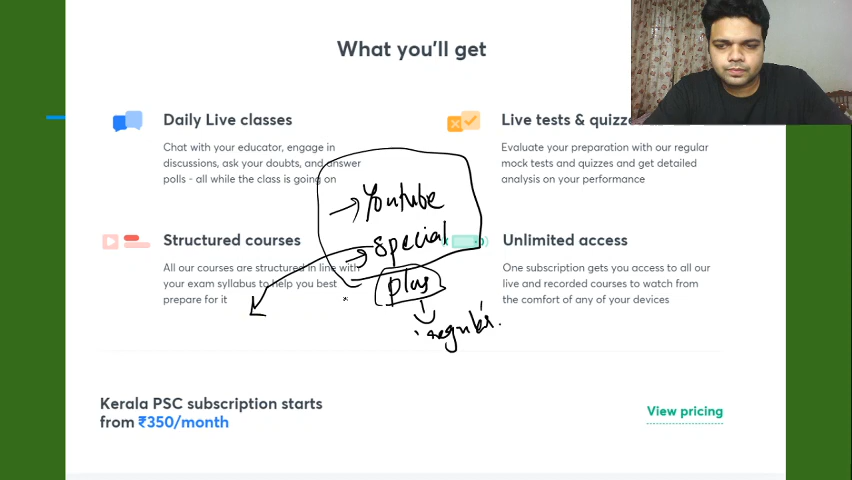 What you'll get
Daily Live classes
Chat with your educator, engage in
discussions, ask your doubts, and answer
polls - all while the class is going on
Live tests & quizze
Evaluate your preparation with our regular
mock tests and quizzes and get detailed
analysis on your performance
Youtube
special
plus
regular.
Structured courses
All our courses are structured in line with
your exam syllabus to help you best
prepare for it
Unlimited access
One subscription gets you access to all our
live and recorded courses to watch from
the comfort of any of your devices
Kerala PSC subscription starts
from ₹350/month
View pricing